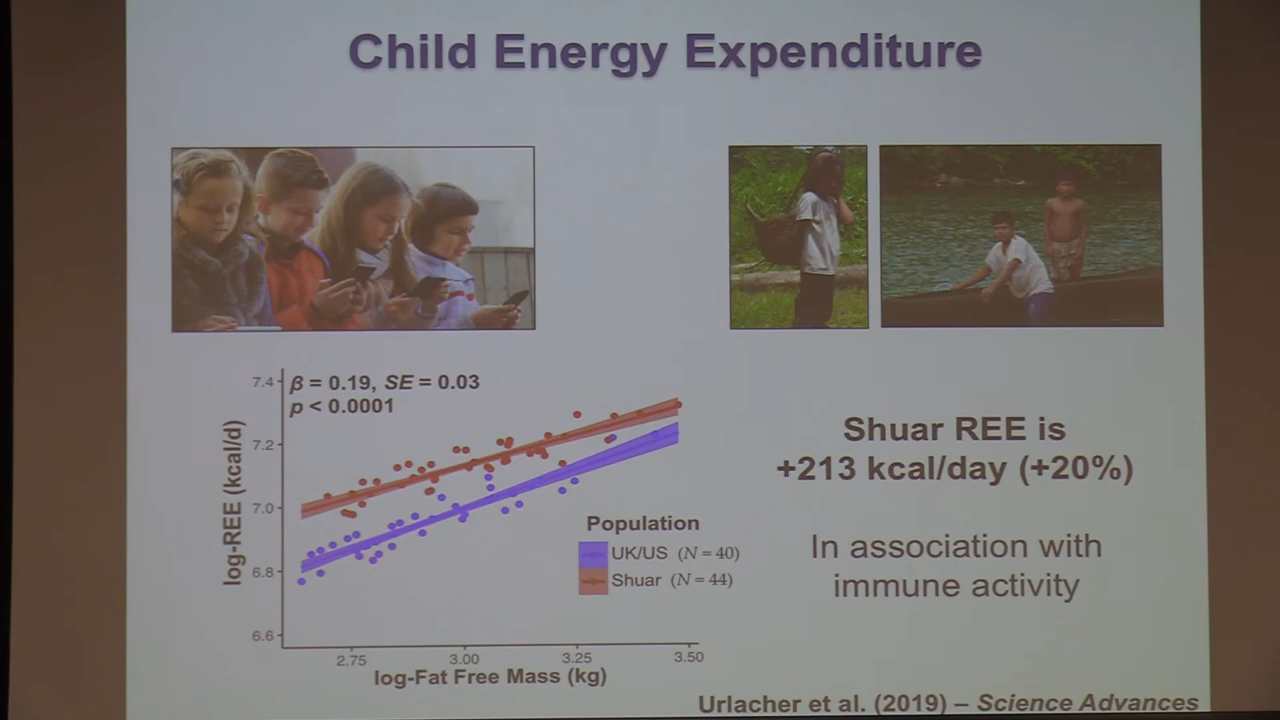 Child Energy Expenditure
β = 0.19, SE = 0.03
p < 0.0001
7.4
7.2
7.0
6.8
6.6
log-REE (kcal/d)
2.75
3.00
3.25
3.50
log-Fat Free Mass (kg)
Population
UK/US (N = 40)
Shuar (N = 44)
Shuar REE is
+213 kcal/day (+20%)
In association with
immune activity
Urlacher et al. (2019) – Science Advances